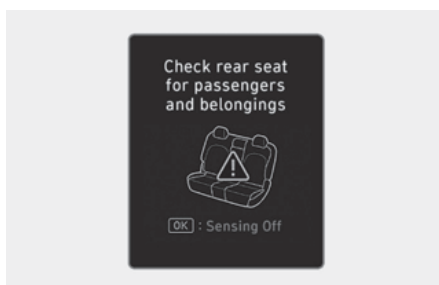 Check rear seat
for passengers
and belongings
OK : Sensing Off